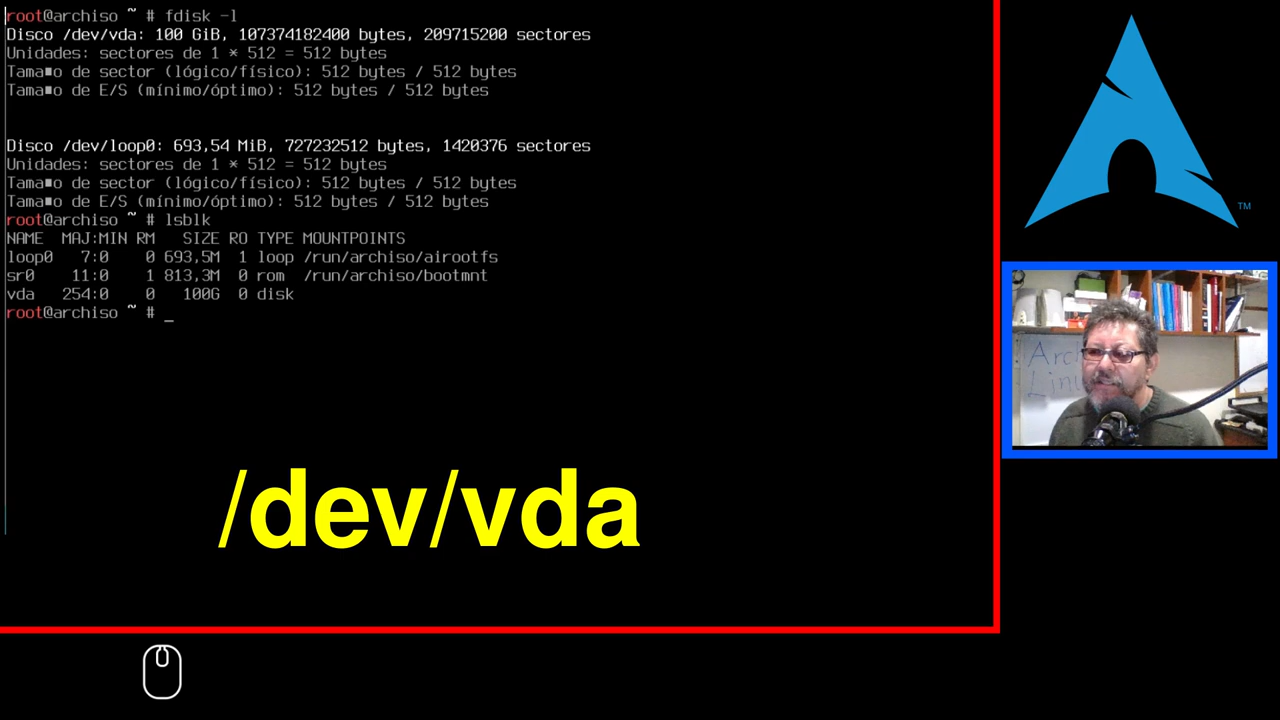 root@archiso ~ # fdisk -l
Disco /dev/vda: 100 GiB, 107374182400 bytes, 209715200 sectores
Unidades: sectores de 1 * 512 = 512 bytes
Tama■o de sector (lógico/físico): 512 bytes / 512 bytes
Tama■o de E/S (mínimo/óptimo): 512 bytes / 512 bytes
Disco /dev/loop0: 693,54 MiB, 727232512 bytes, 1420376 sectores
Unidades: sectores de 1 * 512 = 512 bytes
Tama■o de sector (lógico/físico): 512 bytes / 512 bytes
Tama■o de E/S (mínimo/óptimo): 512 bytes / 512 bytes
root@archiso ~ # lsblk
NAME MAJ:MIN RM SIZE RO TYPE MOUNTPOINTS
loop0 7:0 0 693,5M 1 loop /run/archiso/airootfs
sr0 11:0 1 813,3M 0 rom /run/archiso/bootmnt
vda 254:0 0 100G 0 disk
root@archiso ~ # _
/dev/vda
TM